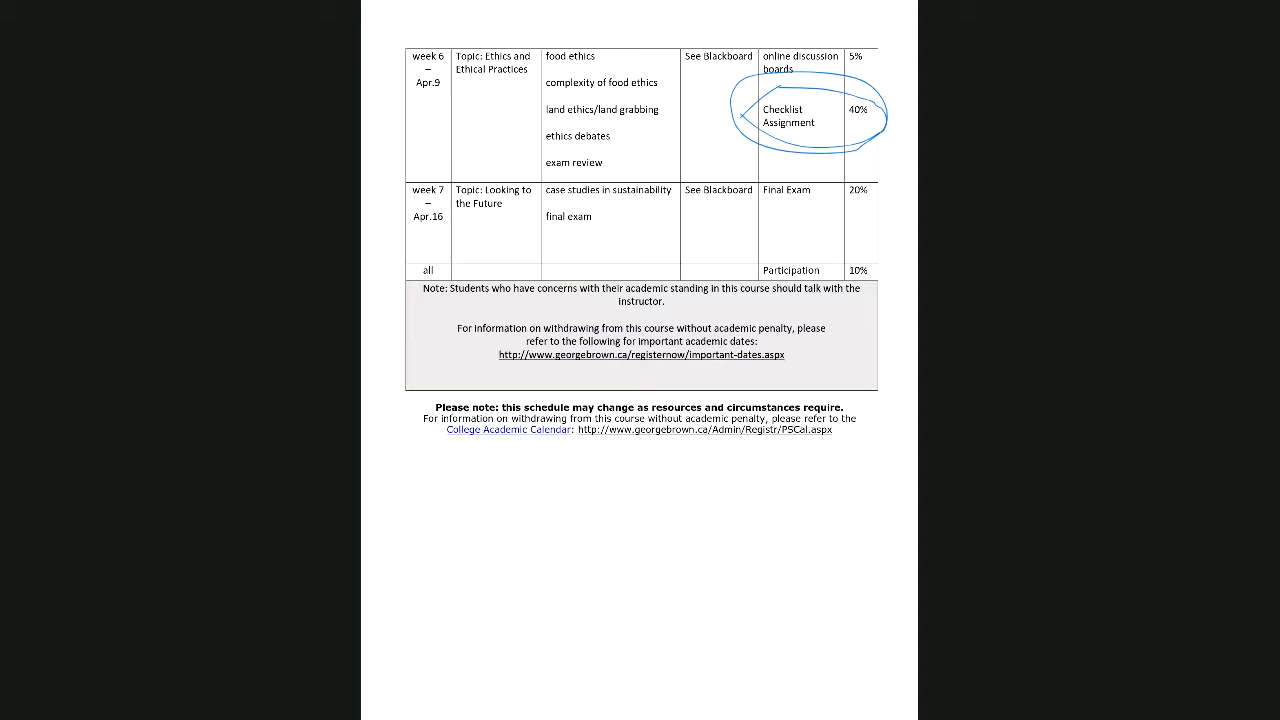 week 6 Topic: Ethics and food ethics See Blackboard online discussion 5%
– Ethical Practices boards
Apr.9 complexity of food ethics
land ethics/land grabbing Checklist 40%
Assignment
ethics debates
exam review
week 7 Topic: Looking to case studies in sustainability See Blackboard Final Exam 20%
– the Future
Apr.16 final exam
all Participation 10%
Note: Students who have concerns with their academic standing in this course should talk with the
instructor.
For information on withdrawing from this course without academic penalty, please
refer to the following for important academic dates:
http://www.georgebrown.ca/registernow/important-dates.aspx
Please note: this schedule may change as resources and circumstances require.
For information on withdrawing from this course without academic penalty, please refer to the
College Academic Calendar: http://www.georgebrown.ca/Admin/Registr/PSCal.aspx